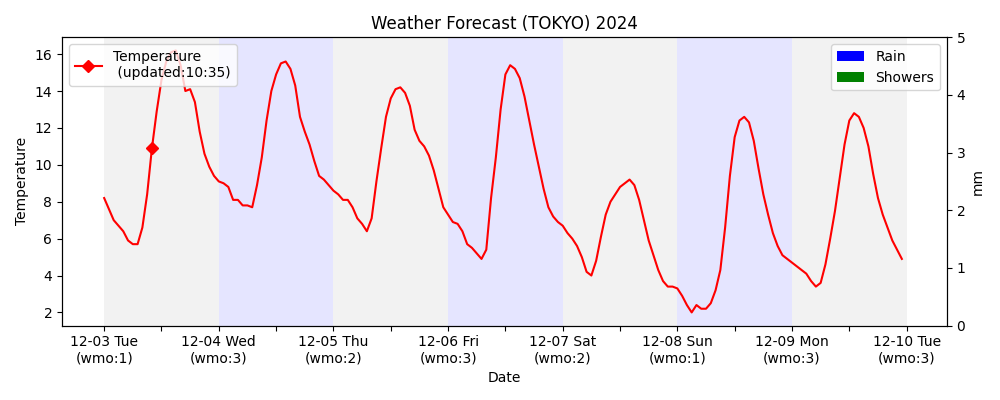 Weather Forecast (TOKYO) 2024
Temperature
(updated:10:35)
Rain
Showers
16
14
12
10
8
6
4
2
Temperature
5
4
3
2
1
0
mm
12-03 Tue
(wmo:1)
12-04 Wed
(wmo:3)
12-05 Thu
(wmo:2)
12-06 Fri
(wmo:3)
12-07 Sat
(wmo:2)
12-08 Sun
(wmo:1)
12-09 Mon
(wmo:3)
12-10 Tue
(wmo:3)
Date